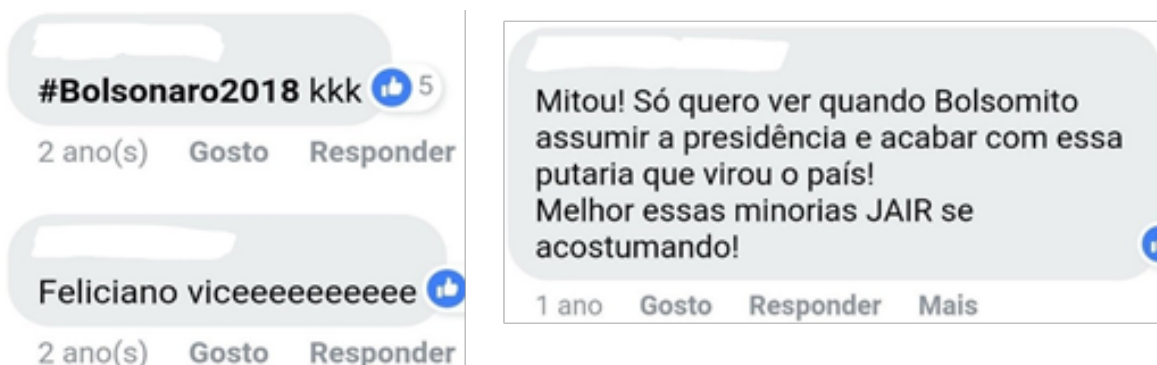 #Bolsonaro2018 kkk 5
2 ano(s) Gosto Responder
Feliciano viceeeeeeeeee
2 ano(s) Gosto Responder
Mitou! Só quero ver quando Bolsomito
assumir a presidência e acabar com essa
putaria que virou o país!
Melhor essas minorias JAIR se
acostumando!
1 ano Gosto Responder Mais